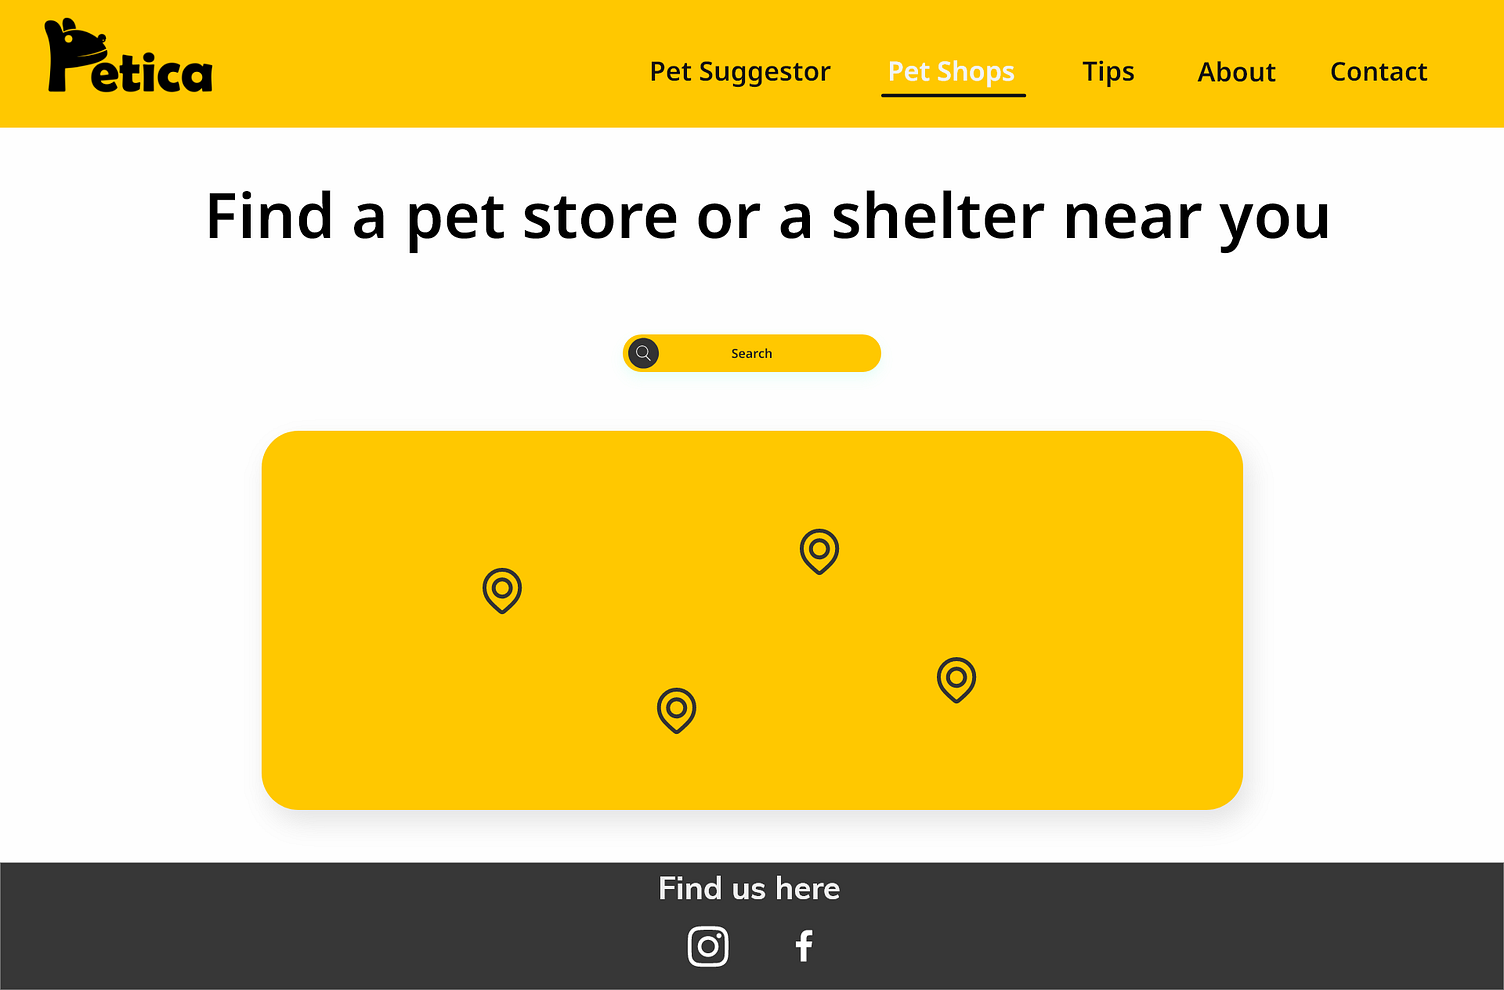 Petica
Pet Suggestor
Pet Shops
Tips
About
Contact
Find a pet store or a shelter near you
Search
Find us here